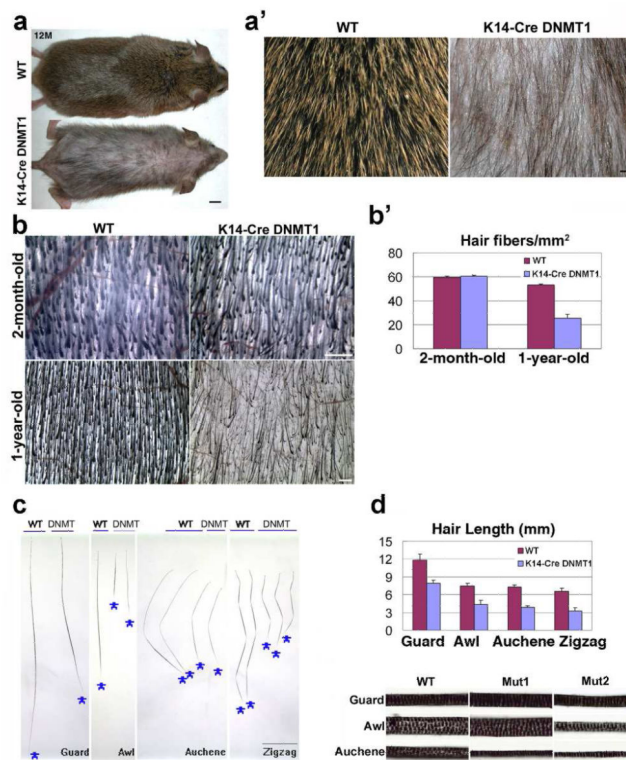 a
12M
WT
K14-Cre DNMT1
a'
WT K14-Cre DNMT1
b
WT K14-Cre DNMT1
2-month-old
1-year-old
b'
Hair fibers/mm²
WT
K14-Cre DNMT1
80
60
40
20
0
2-month-old 1-year-old
c
WT DNMT WT DNMT WT DNMT WT DNMT
Guard Awl Auchene Zigzag
d
Hair Length (mm)
WT
K14-Cre DNMT1
15
12
9
6
3
0
Guard Awl Auchene Zigzag
WT Mut1 Mut2
Guard
Awl
Auchene